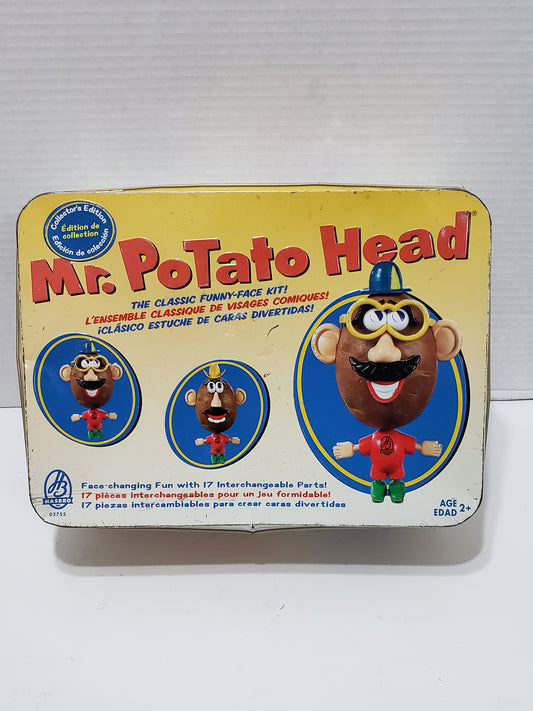 Collector's Edition
Édition de
collection
Edición de colección
Mr. PoTato Head®
THE CLASSIC FUNNY-FACE KIT!
L'ENSEMBLE CLASSIQUE DE VISAGES COMIQUES!
¡CLÁSICO ESTUCHE DE CARAS DIVERTIDAS!
HB
HASBRO
02755
Face-changing Fun with 17 Interchangeable Parts!
17 pièces interchangeables pour un jeu formidable!
17 piezas intercambiables para crear caras divertidas
AGE
EDAD 2+